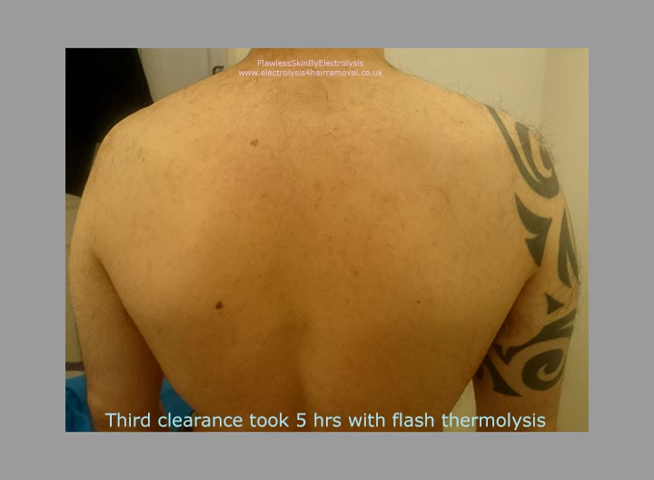 FlawlessSkinByElectrolysis
www.electrolysis4hairremoval.co.uk
Third clearance took 5 hrs with flash thermolysis